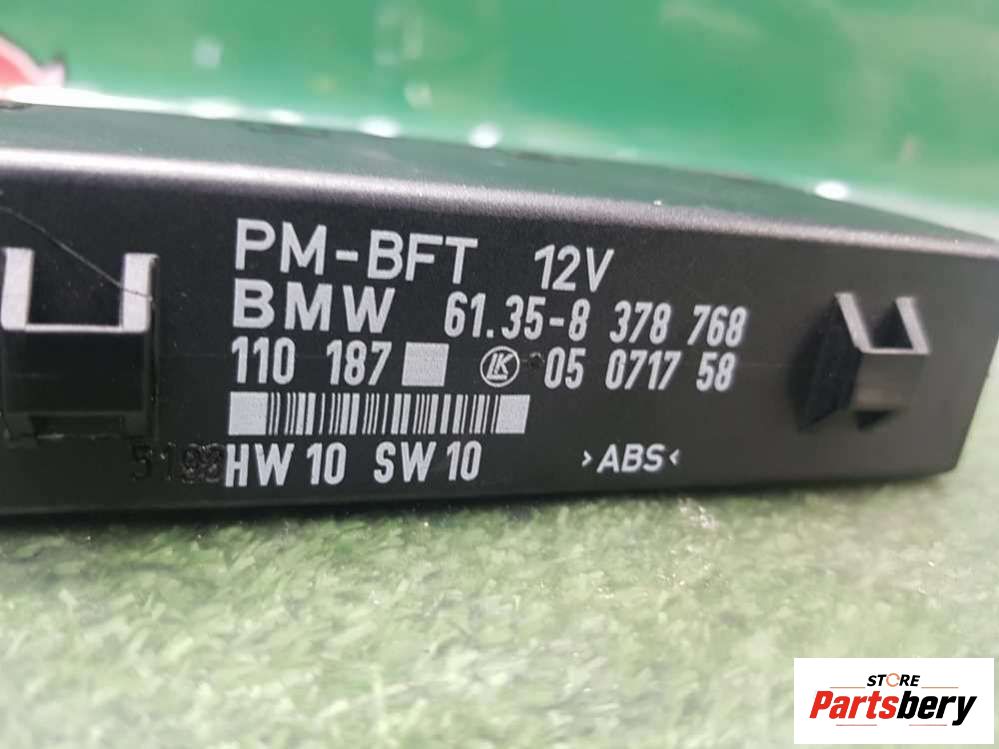 PM-BFT 12V
BMW 61.35-8 378 768
110 187 LK 05 0717 58
HW 10 SW 10 >ABS<
STORE
Partsbery